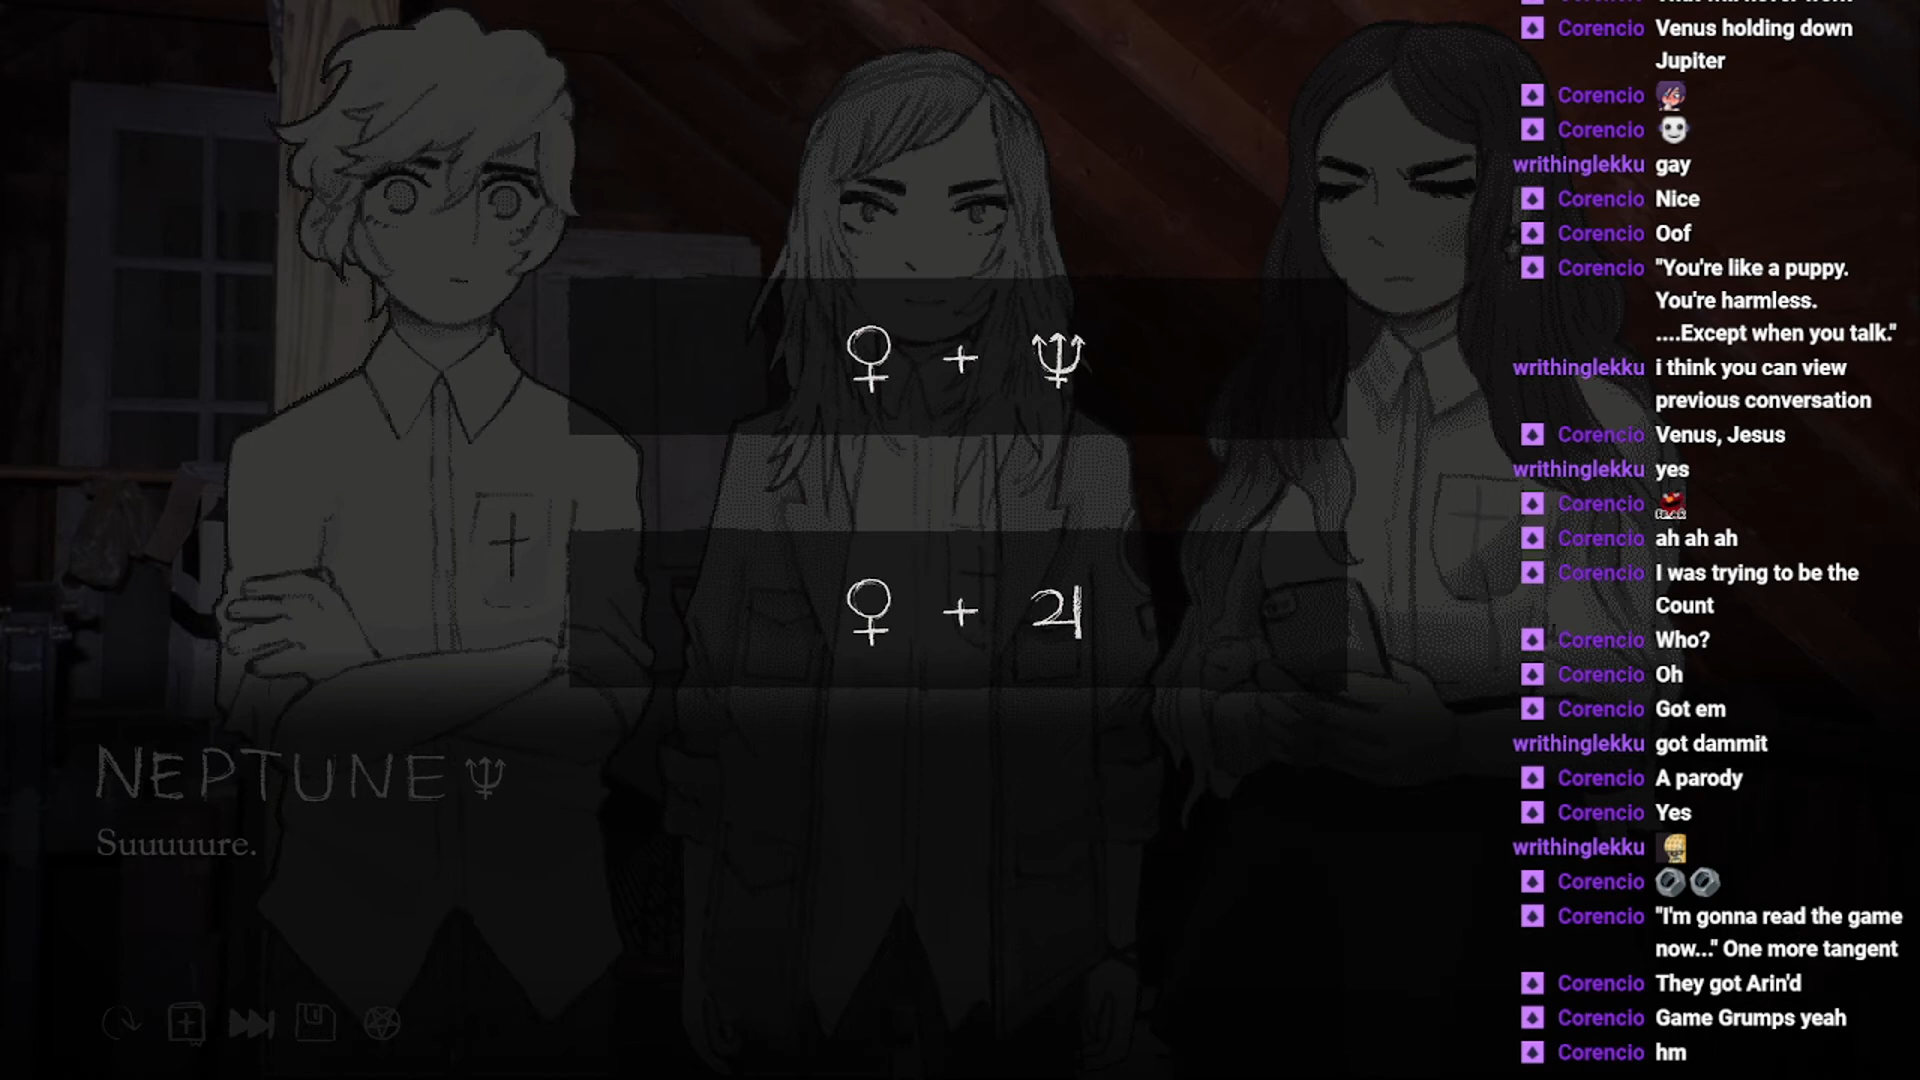 ♀ + ♆
♀ + ♃
NEPTUNE ♆
Suuuuure.
Corencio Venus holding down
Jupiter
Corencio
Corencio
writhinglekku gay
Corencio Nice
Corencio Oof
Corencio "You're like a puppy.
You're harmless.
....Except when you talk."
writhinglekku i think you can view
previous conversation
Corencio Venus, Jesus
writhinglekku yes
Corencio
Corencio ah ah ah
Corencio I was trying to be the
Count
Corencio Who?
Corencio Oh
Corencio Got em
writhinglekku got dammit
Corencio A parody
Corencio Yes
writhinglekku
Corencio
Corencio "I'm gonna read the game
now..." One more tangent
Corencio They got Arin'd
Corencio Game Grumps yeah
Corencio hm